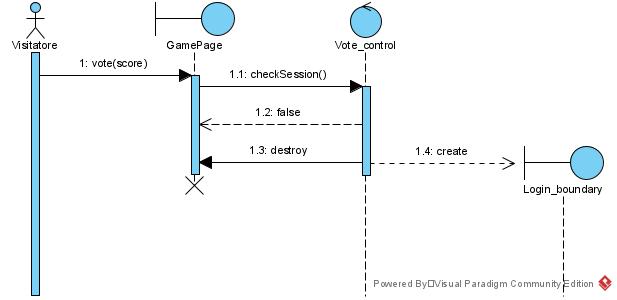 Visitatore
GamePage
Vote_control
1: vote(score)
1.1: checkSession()
1.2: false
1.3: destroy
1.4: create
Login_boundary
Powered By Visual Paradigm Community Edition